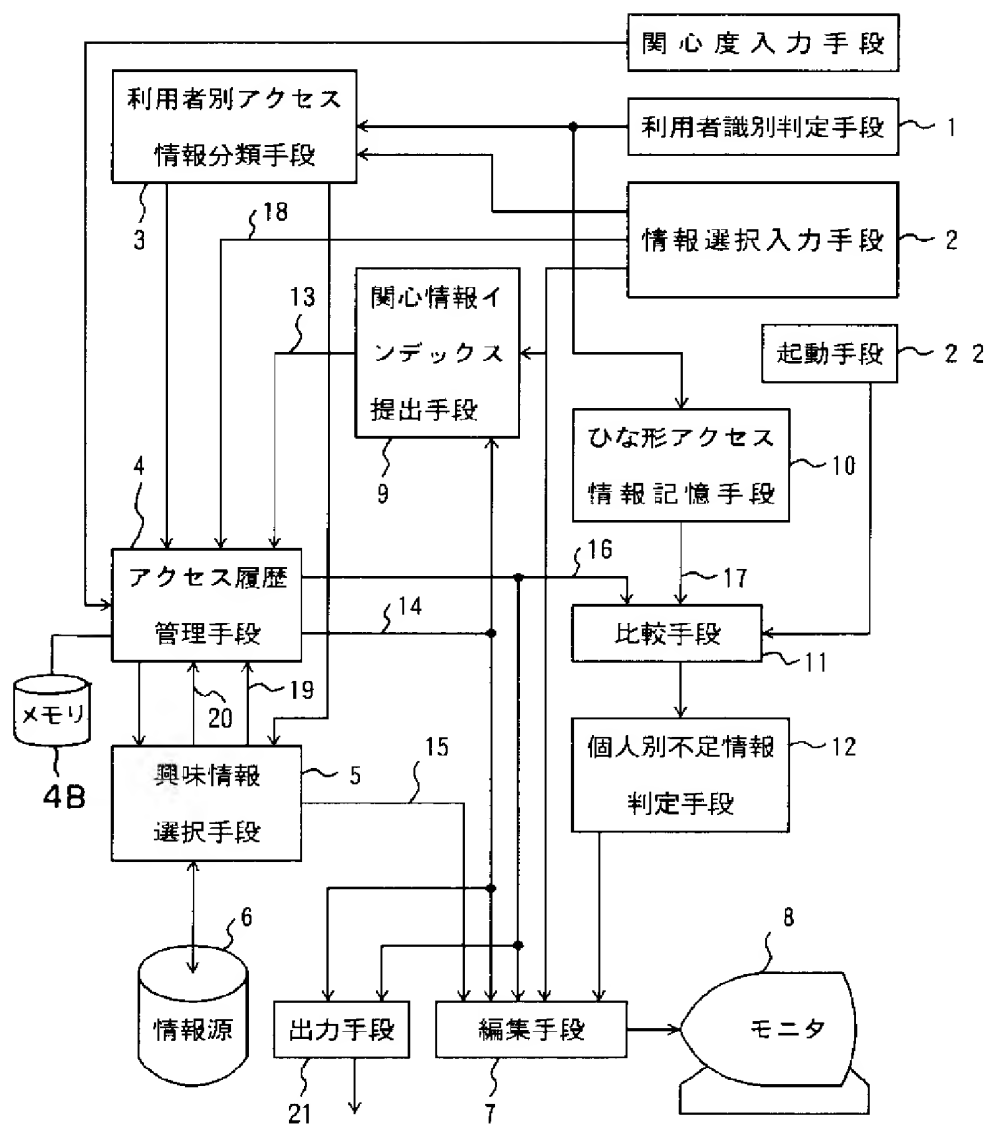 関心度入力手段
利用者別アクセス
情報分類手段
3
利用者識別判定手段
1
情報選択入力手段
2
18
13
関心情報イ
ンデックス
提出手段
9
起動手段
22
ひな形アクセス
情報記憶手段
10
4
アクセス履歴
管理手段
16
14
17
比較手段
11
メモリ
4B
20
19
興味情報
選択手段
5
15
個人別不足情報
判定手段
12
6
情報源
出力手段
21
編集手段
7
8
モニタ